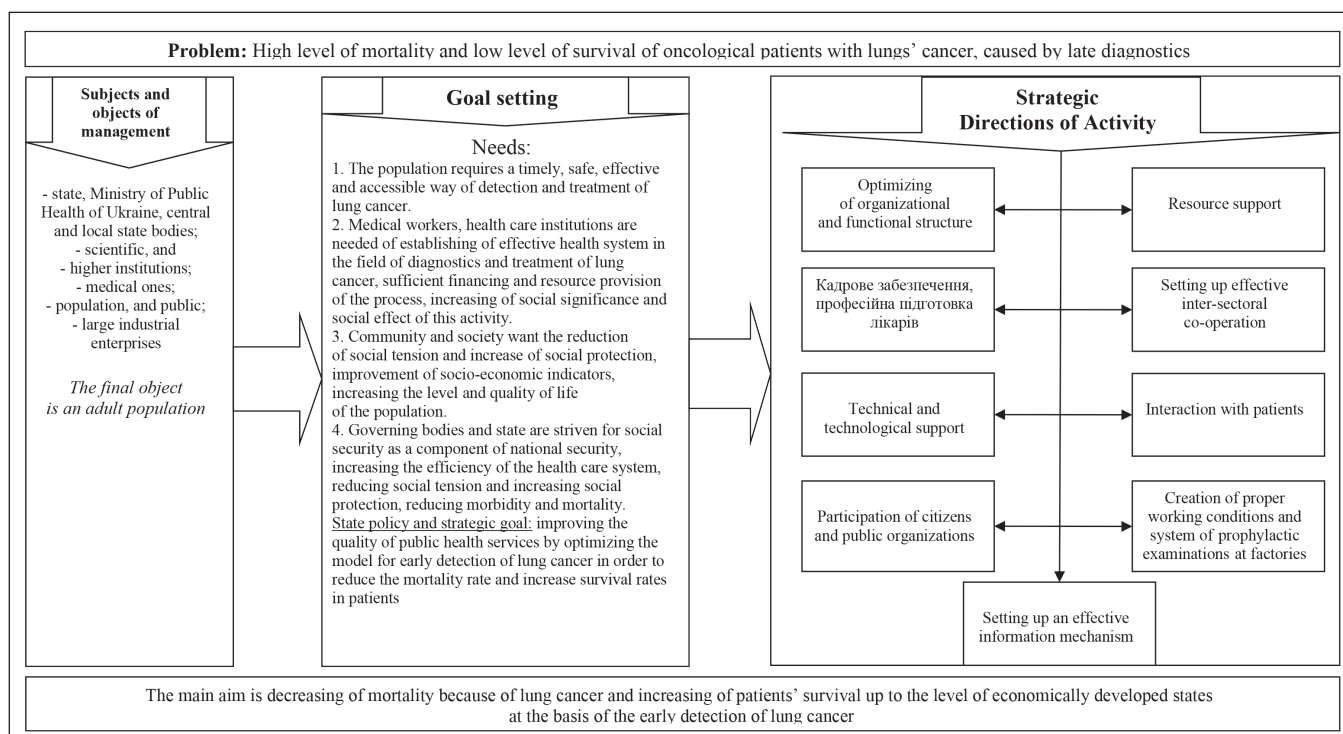 Problem: High level of mortality and low level of survival of oncological patients with lungs’ cancer, caused by late diagnostics
Subjects and
objects of
management
- state, Ministry of Public
Health of Ukraine, central
and local state bodies;
- scientific, and
- higher institutions;
- medical ones;
- population, and public;
- large industrial
enterprises
The final object
is an adult population
Goal setting
Needs:
1. The population requires a timely, safe, effective
and accessible way of detection and treatment of
lung cancer.
2. Medical workers, health care institutions are
needed of establishing of effective health system in
the field of diagnostics and treatment of lung
cancer, sufficient financing and resource provision
of the process, increasing of social significance and
social effect of this activity.
3. Community and society want the reduction
of social tension and increase of social protection,
improvement of socio-economic indicators,
increasing the level and quality of life
of the population.
4. Governing bodies and state are striven for social
security as a component of national security,
increasing the efficiency of the health care system,
reducing social tension and increasing social
protection, reducing morbidity and mortality.
State policy and strategic goal: improving the
quality of public health services by optimizing the
model for early detection of lung cancer in order to
reduce the mortality rate and increase survival rates
in patients
Strategic
Directions of Activity
Optimizing
of organizational
and functional structure
Resource support
Кадрове забезпечення,
професійна підготовка
лікарів
Setting up effective
inter-sectoral
co-operation
Technical and
technological support
Interaction with patients
Participation of citizens
and public organizations
Creation of proper
working conditions and
system of prophylactic
examinations at factories
Setting up an effective
information mechanism
The main aim is decreasing of mortality because of lung cancer and increasing of patients’ survival up to the level of economically developed states
at the basis of the early detection of lung cancer